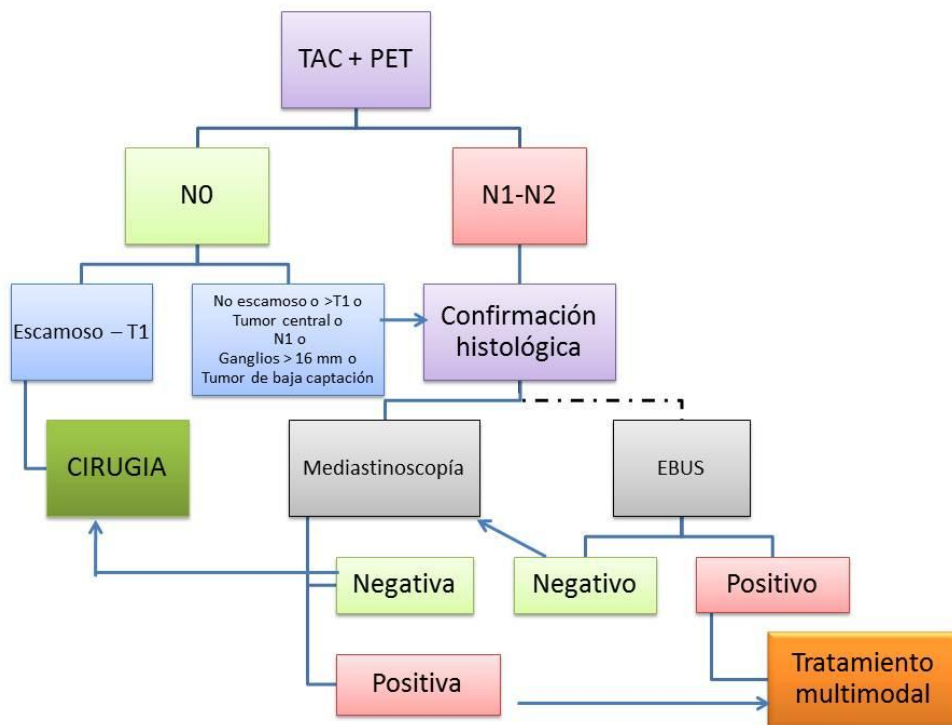 TAC + PET
N0
N1-N2
Escamoso – T1
No escamoso o >T1 o
Tumor central o
N1 o
Ganglios > 16 mm o
Tumor de baja captación
Confirmación
histológica
CIRUGIA
Mediastinoscopía
EBUS
Negativa
Negativo
Positivo
Positiva
Tratamiento
multimodal